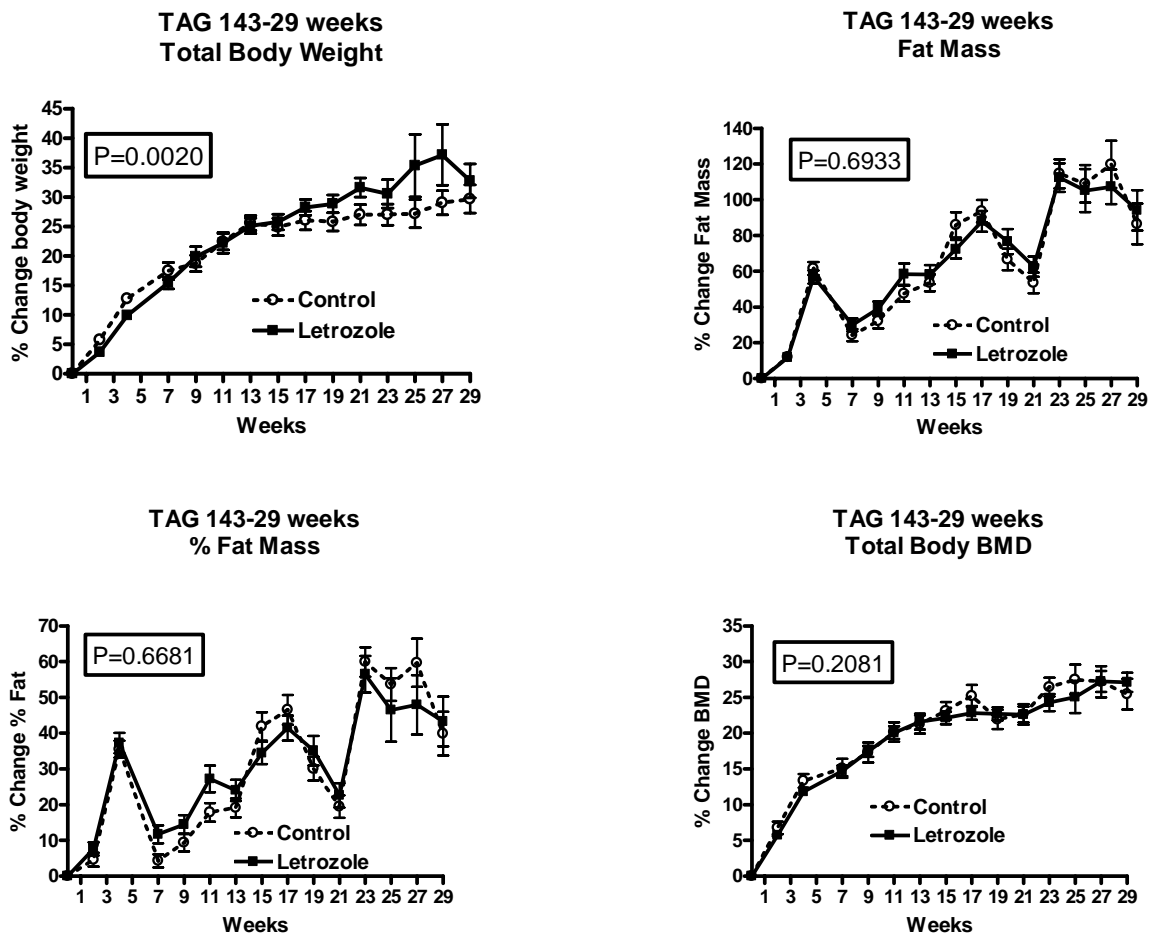 TAG 143-29 weeks
Total Body Weight
% Change body weight
45
40
35
30
25
20
15
10
5
0
P=0.0020
Control
Letrozole
1 3 5 7 9 11 13 15 17 19 21 23 25 27 29
Weeks
TAG 143-29 weeks
Fat Mass
% Change Fat Mass
140
120
100
80
60
40
20
0
P=0.6933
Control
Letrozole
1 3 5 7 9 11 13 15 17 19 21 23 25 27 29
Weeks
TAG 143-29 weeks
% Fat Mass
% Change % Fat
70
60
50
40
30
20
10
0
P=0.6681
Control
Letrozole
1 3 5 7 9 11 13 15 17 19 21 23 25 27 29
Weeks
TAG 143-29 weeks
Total Body BMD
% Change BMD
35
30
25
20
15
10
5
0
P=0.2081
Control
Letrozole
1 3 5 7 9 11 13 15 17 19 21 23 25 27 29
Weeks